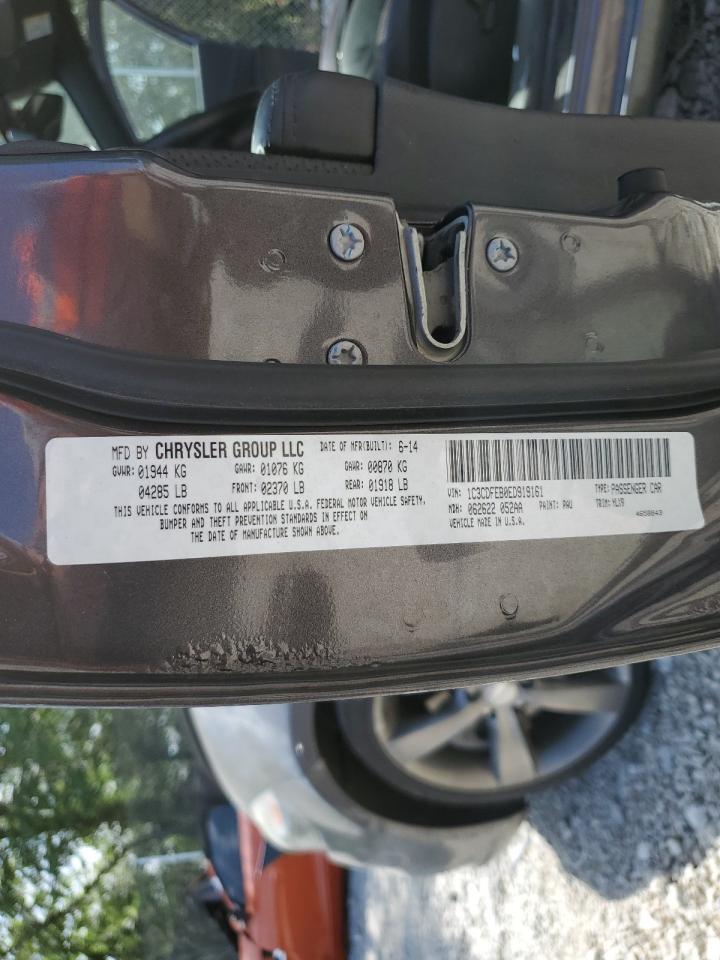 MFD BY CHRYSLER GROUP LLC DATE OF MFR(BUILT): 6-14
GVWR: 01944 KG GAWR: 01076 KG GAWR: 00870 KG
04285 LB FRONT: 02370 LB REAR: 01918 LB
THIS VEHICLE CONFORMS TO ALL APPLICABLE U.S.A. FEDERAL MOTOR VEHICLE SAFETY,
BUMPER AND THEFT PREVENTION STANDARDS IN EFFECT ON
THE DATE OF MANUFACTURE SHOWN ABOVE.
VIN: 1C3CDFEB0ED919161 TYPE: PASSENGER CAR
MDH: 062622 052AA PAINT: PAU TRIM: MLX9
VEHICLE MADE IN U.S.A. 4658843